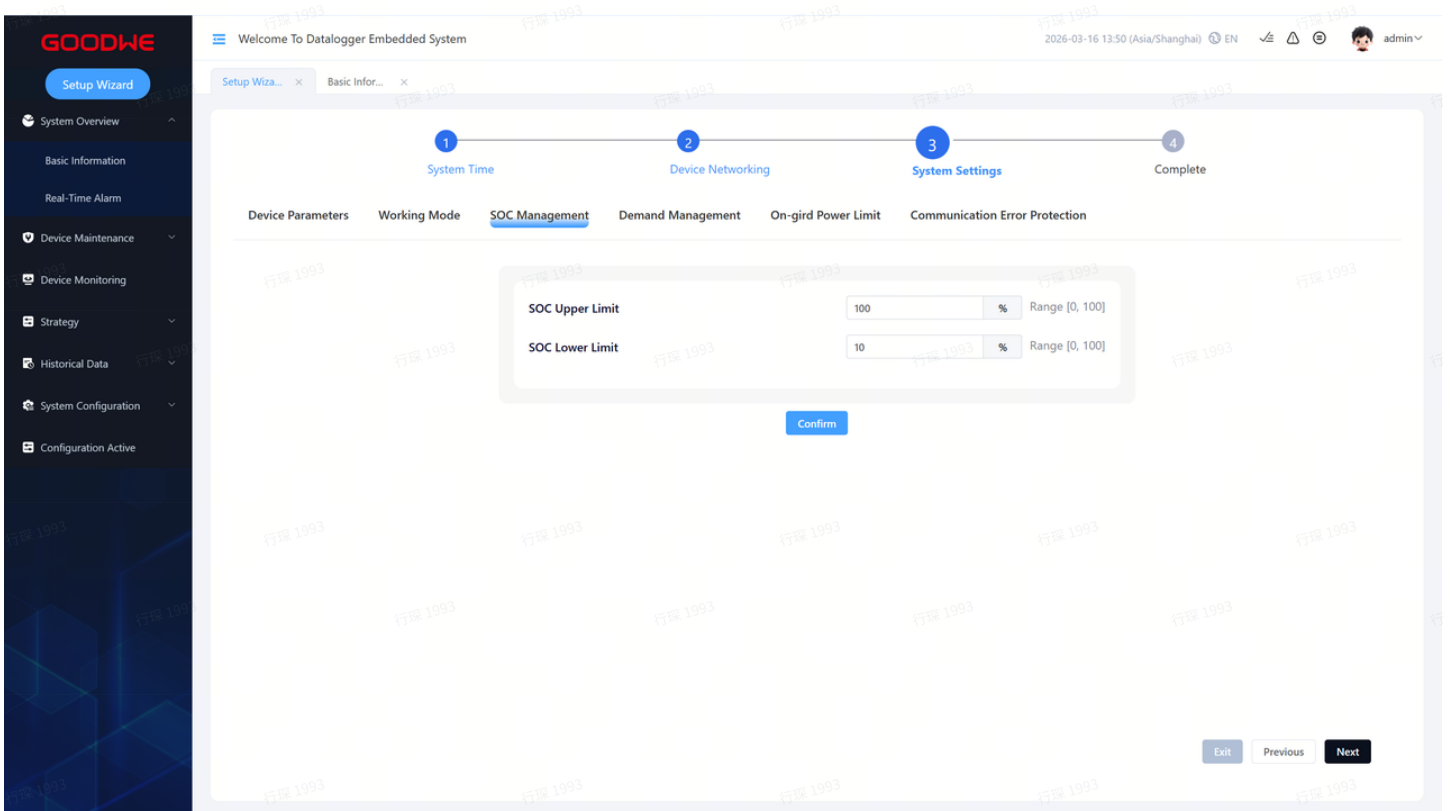 GOODWE
Welcome To Datalogger Embedded System
2026-03-16 13:50 (Asia/Shanghai) EN
admin
Setup Wizard
Setup Wiza... ×
Basic Infor... ×
System Overview
Basic Information
Real-Time Alarm
Device Maintenance
Device Monitoring
Strategy
Historical Data
System Configuration
Configuration Active
1
2
3
4
System Time
Device Networking
System Settings
Complete
Device Parameters
Working Mode
SOC Management
Demand Management
On-gird Power Limit
Communication Error Protection
SOC Upper Limit 100 % Range [0, 100]
SOC Lower Limit 10 % Range [0, 100]
Confirm
Exit Previous Next
行琛 1993